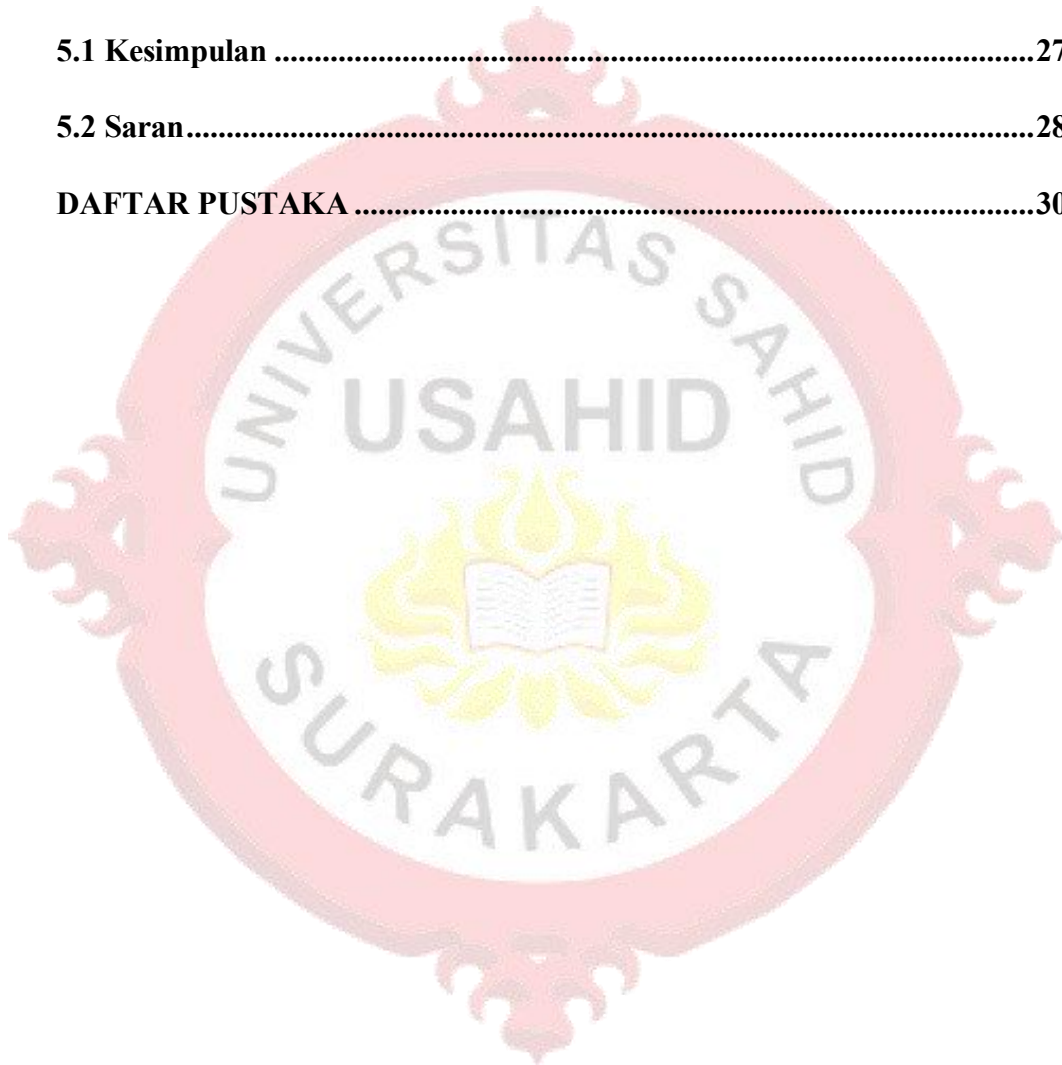 5.1 Kesimpulan ................................................................................................27
5.2 Saran...........................................................................................................28
DAFTAR PUSTAKA ......................................................................................30
UNIVERSITAS SAHID
USAHID
SURAKARTA